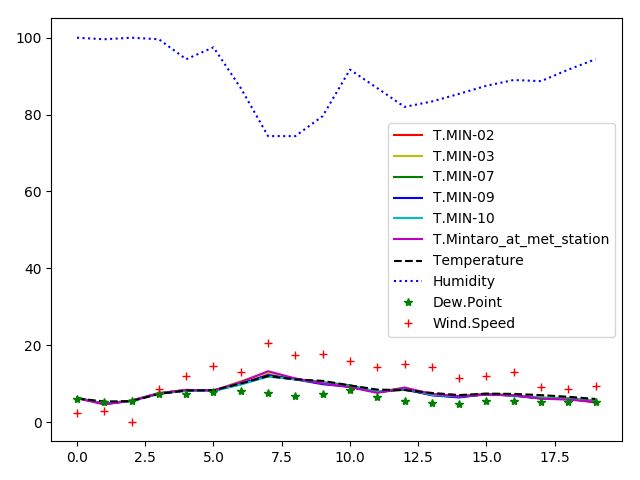 100
80
60
40
20
0
T.MIN-02
T.MIN-03
T.MIN-07
T.MIN-09
T.MIN-10
T.Mintaro_at_met_station
Temperature
Humidity
Dew.Point
Wind.Speed
0.0 2.5 5.0 7.5 10.0 12.5 15.0 17.5